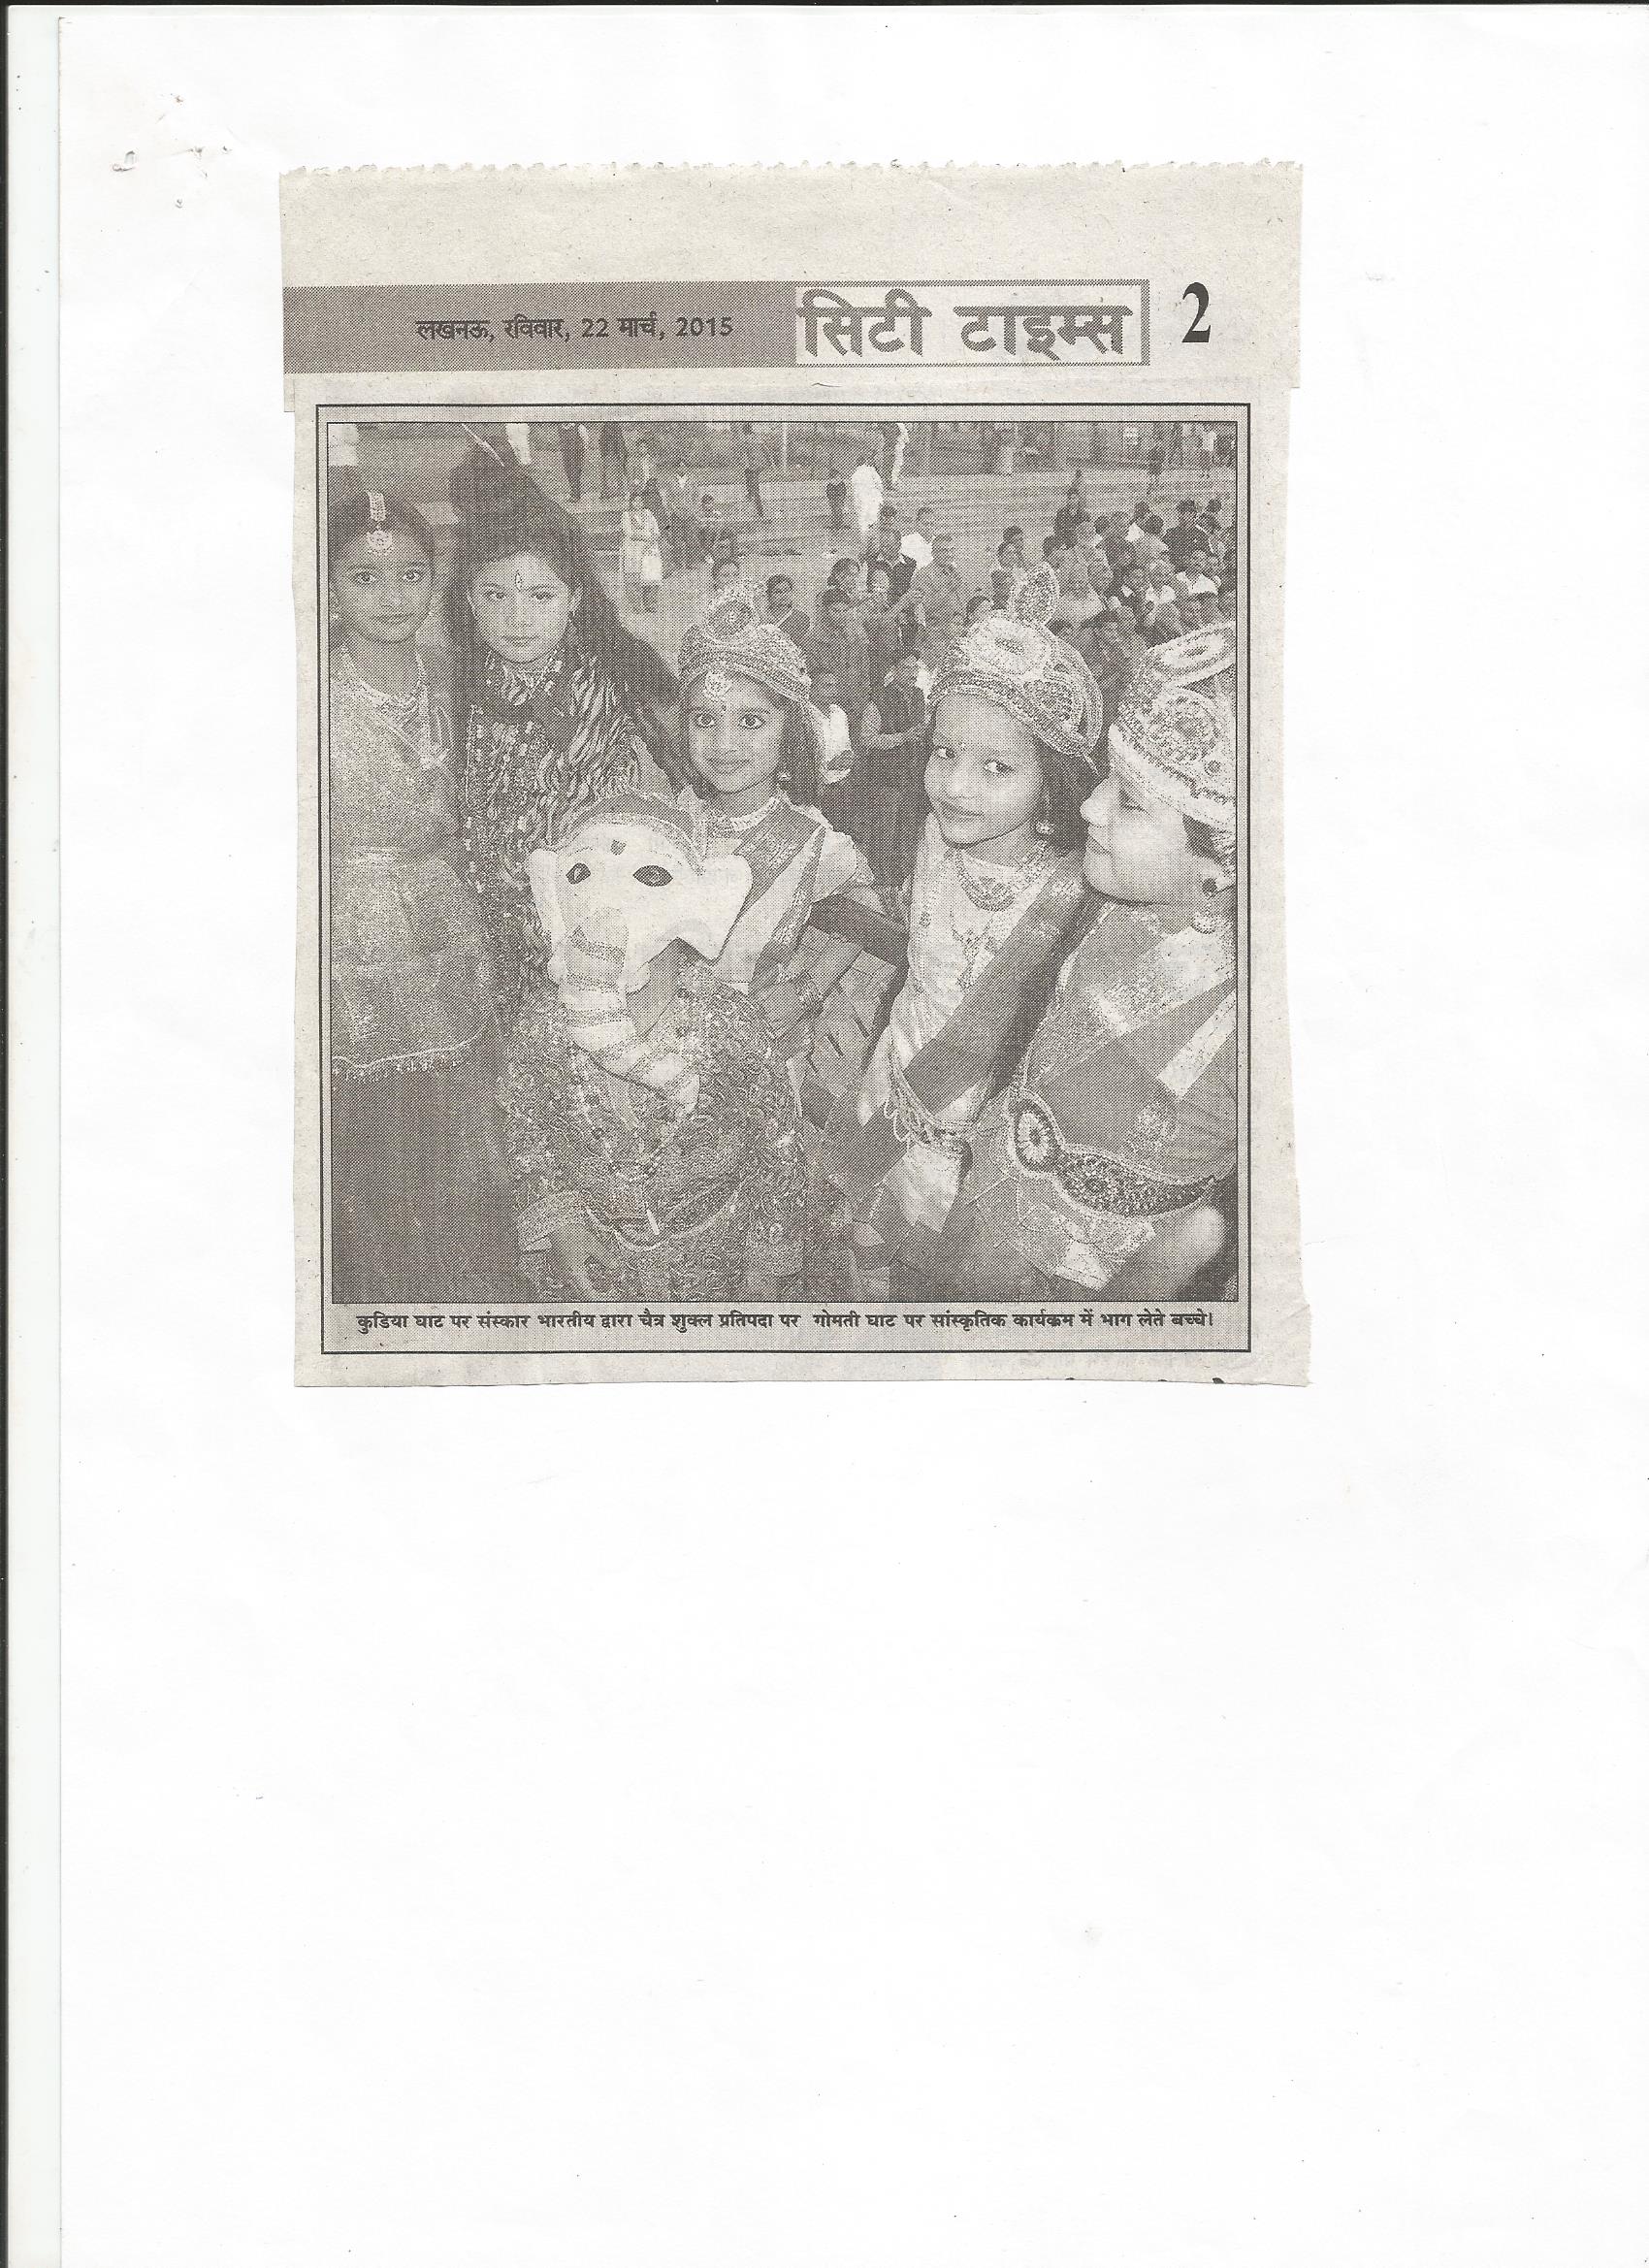 लखनऊ, रविवार, 22 मार्च, 2015 सिटी टाइम्स 2
कुडिया घाट पर संस्कार भारतीय द्वारा चैत्र शुक्ल प्रतिपदा पर गोमती घाट पर सांस्कृतिक कार्यक्रम में भाग लेते बच्चे।